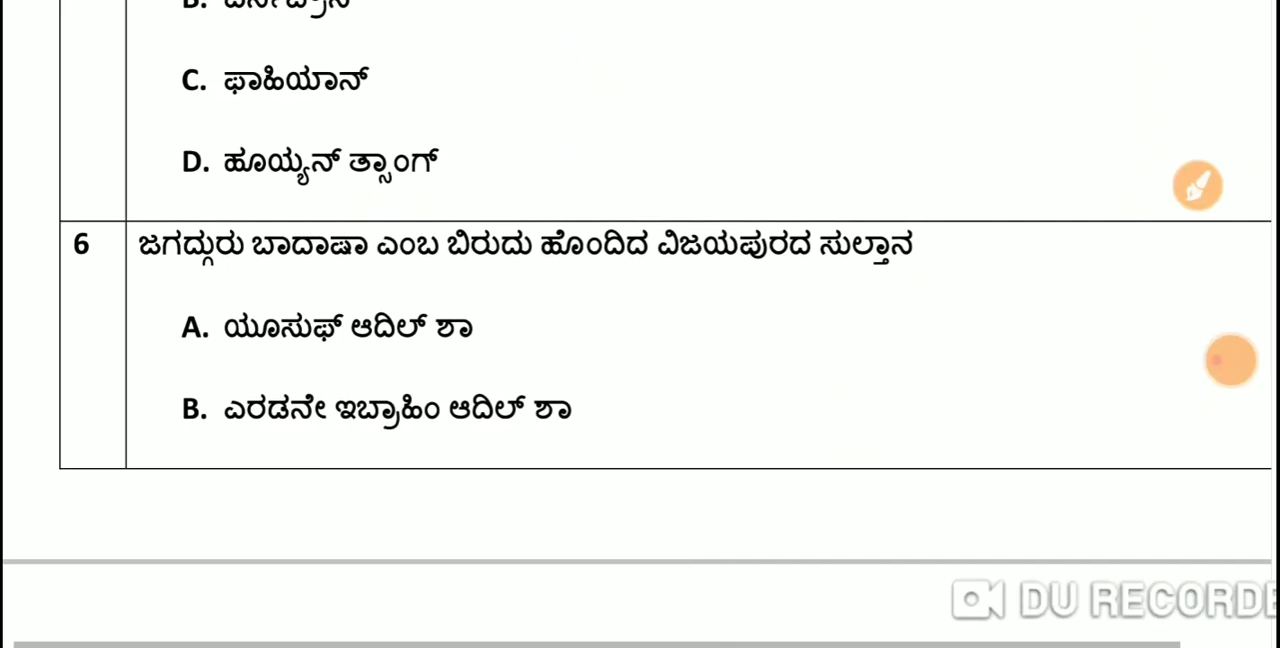 C. ಫಾಹಿಯಾನ್
D. ಹೂಯ್ಯನ್ ತ್ಸಾಂಗ್
6 ಜಗದ್ಗುರು ಬಾದಾಷಾ ಎಂಬ ಬಿರುದು ಹೊಂದಿದ ವಿಜಯಪುರದ ಸುಲ್ತಾನ
A. ಯೂಸುಫ್ ಆದಿಲ್ ಶಾ
B. ಎರಡನೇ ಇಬ್ರಾಹಿಂ ಆದಿಲ್ ಶಾ
DU RECORDE